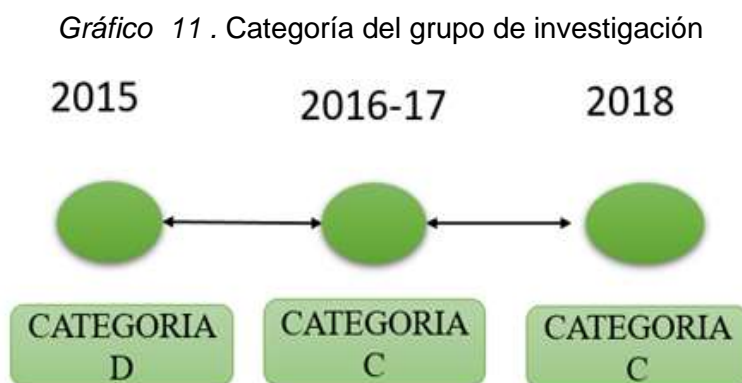 Gráfico 11 . Categoría del grupo de investigación
2015
2016-17
2018
CATEGORIA
D
CATEGORIA
C
CATEGORIA
C